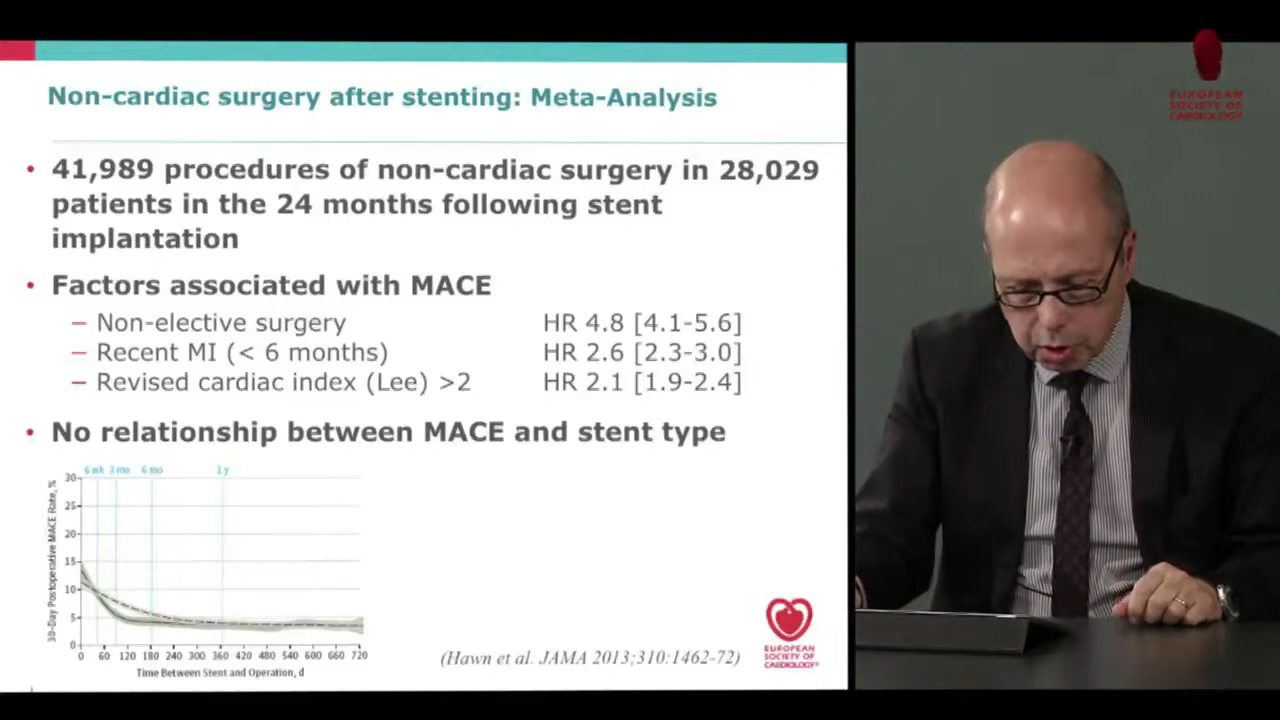 Non-cardiac surgery after stenting: Meta-Analysis
• 41,989 procedures of non-cardiac surgery in 28,029
patients in the 24 months following stent
implantation
• Factors associated with MACE
– Non-elective surgery HR 4.8 [4.1-5.6]
– Recent MI (< 6 months) HR 2.6 [2.3-3.0]
– Revised cardiac index (Lee) >2 HR 2.1 [1.9-2.4]
• No relationship between MACE and stent type
6 wk 3 mo 6 mo 1 y
30-Day Postoperative MACE Rate, %
30
25
20
15
10
5
0
0 60 120 180 240 300 360 420 480 540 600 660 720
Time Between Stent and Operation, d
(Hawn et al. JAMA 2013;310:1462-72)
EUROPEAN
SOCIETY OF
CARDIOLOGY
EUROPEAN
SOCIETY OF
CARDIOLOGY